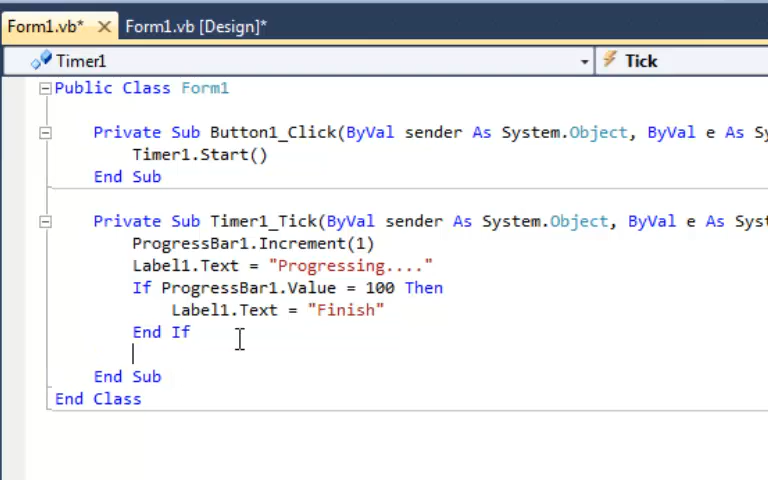 Form1.vb* Form1.vb [Design]*
Timer1 Tick
Public Class Form1
Private Sub Button1_Click(ByVal sender As System.Object, ByVal e As Sy
Timer1.Start()
End Sub
Private Sub Timer1_Tick(ByVal sender As System.Object, ByVal e As Syst
ProgressBar1.Increment(1)
Label1.Text = "Progressing...."
If ProgressBar1.Value = 100 Then
Label1.Text = "Finish"
End If
End Sub
End Class